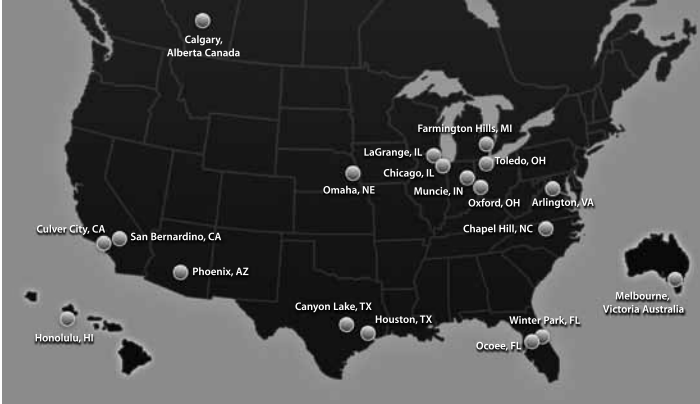 Calgary,
Alberta Canada
Farmington Hills, MI
LaGrange, IL
Toledo, OH
Chicago, IL
Omaha, NE
Muncie, IN
Oxford, OH
Arlington, VA
Culver City, CA
San Bernardino, CA
Chapel Hill, NC
Phoenix, AZ
Melbourne,
Victoria Australia
Canyon Lake, TX
Houston, TX
Winter Park, FL
Honolulu, HI
Ocoee, FL